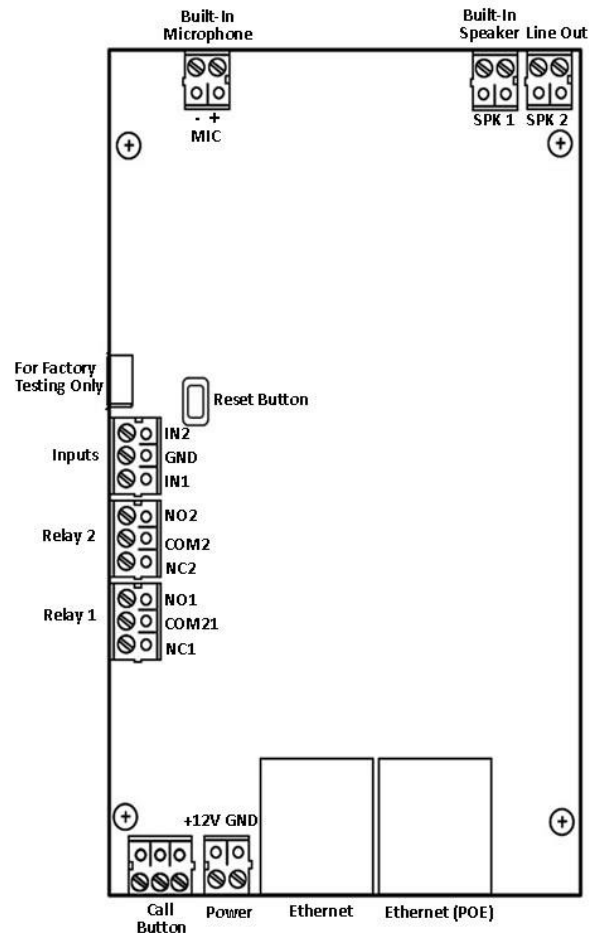 Built-In
Microphone
Built-In
Speaker Line Out
- +
MIC
SPK 1 SPK 2
For Factory
Testing Only
Reset Button
Inputs
IN2
GND
IN1
Relay 2
NO2
COM2
NC2
Relay 1
NO1
COM21
NC1
+12V GND
Call
Button
Power
Ethernet
Ethernet (POE)